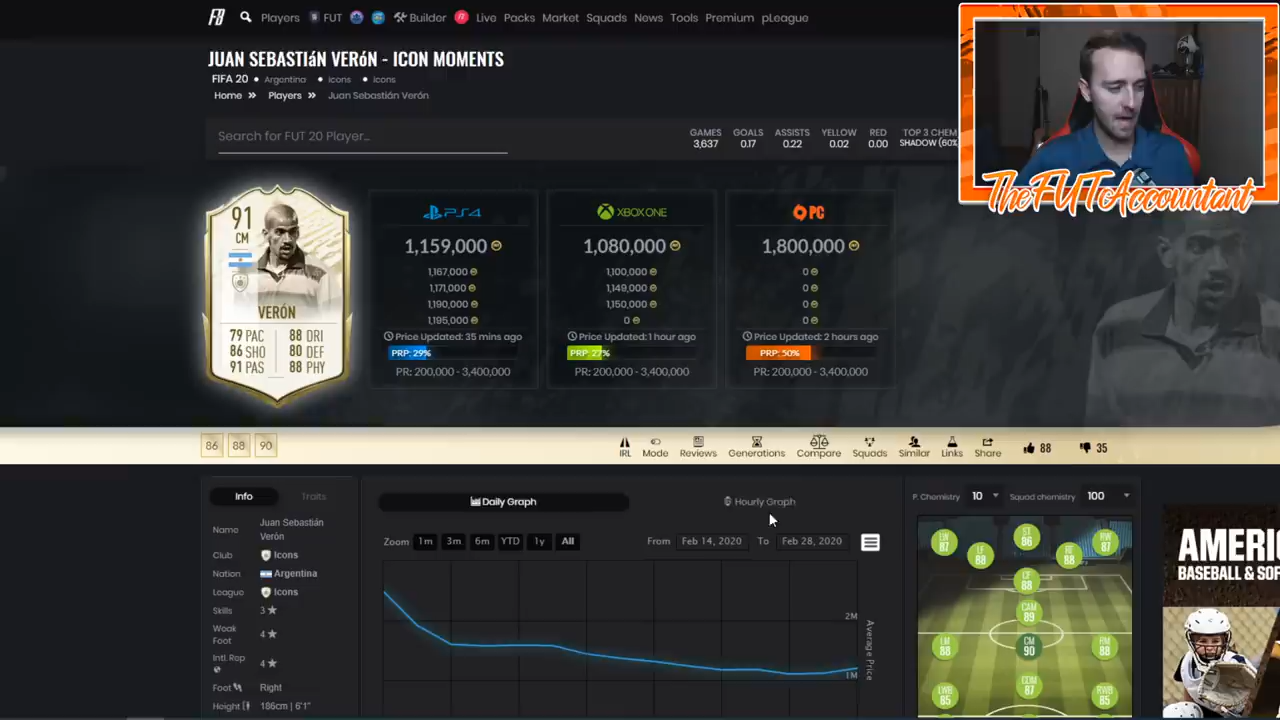 F8 Players FUT Builder Live Packs Market Squads News Tools Premium pLeague
JUAN SEBASTIáN VERóN - ICON MOMENTS
FIFA 20 • Argentina • Icons • Icons
Home » Players » Juan Sebastián Verón
Search for FUT 20 Player...
GAMES GOALS ASSISTS YELLOW RED TOP 3 CHEM
3,637 0.17 0.22 0.02 0.00 SHADOW (60%
TheFUTAccountant
91
CM
VERÓN
79 PAC 88 DRI
86 SHO 80 DEF
91 PAS 88 PHY
PS4
1,159,000
1,167,000
1,171,000
1,190,000
1,195,000
Price Updated: 35 mins ago
PRP: 29%
PR: 200,000 - 3,400,000
XBOX ONE
1,080,000
1,100,000
1,149,000
1,150,000
0
Price Updated: 1 hour ago
PRP: 27%
PR: 200,000 - 3,400,000
PC
1,800,000
0
0
0
0
Price Updated: 2 hours ago
PRP: 50%
PR: 200,000 - 3,400,000
86 88 90
IRL Mode Reviews Generations Compare Squads Similar Links Share 88 35
Info Traits
Name Juan Sebastián Verón
Club Icons
Nation Argentina
League Icons
Skills 3★
Weak Foot 4★
Intl. Rep 4★
Foot Right
Height 186cm | 6'1"
Daily Graph Hourly Graph
Zoom 1m 3m 6m YTD 1y All From Feb 14, 2020 To Feb 28, 2020
2M
1M
Average Price
P. Chemistry 10 Squad chemistry 100
LW 87
LF 88
ST 86
RF 88
RW 87
CF 88
CAM 89
LM 88
CM 90
RM 88
LWB 85
CDM 87
RWB 85
AMERI
BASEBALL & SOF